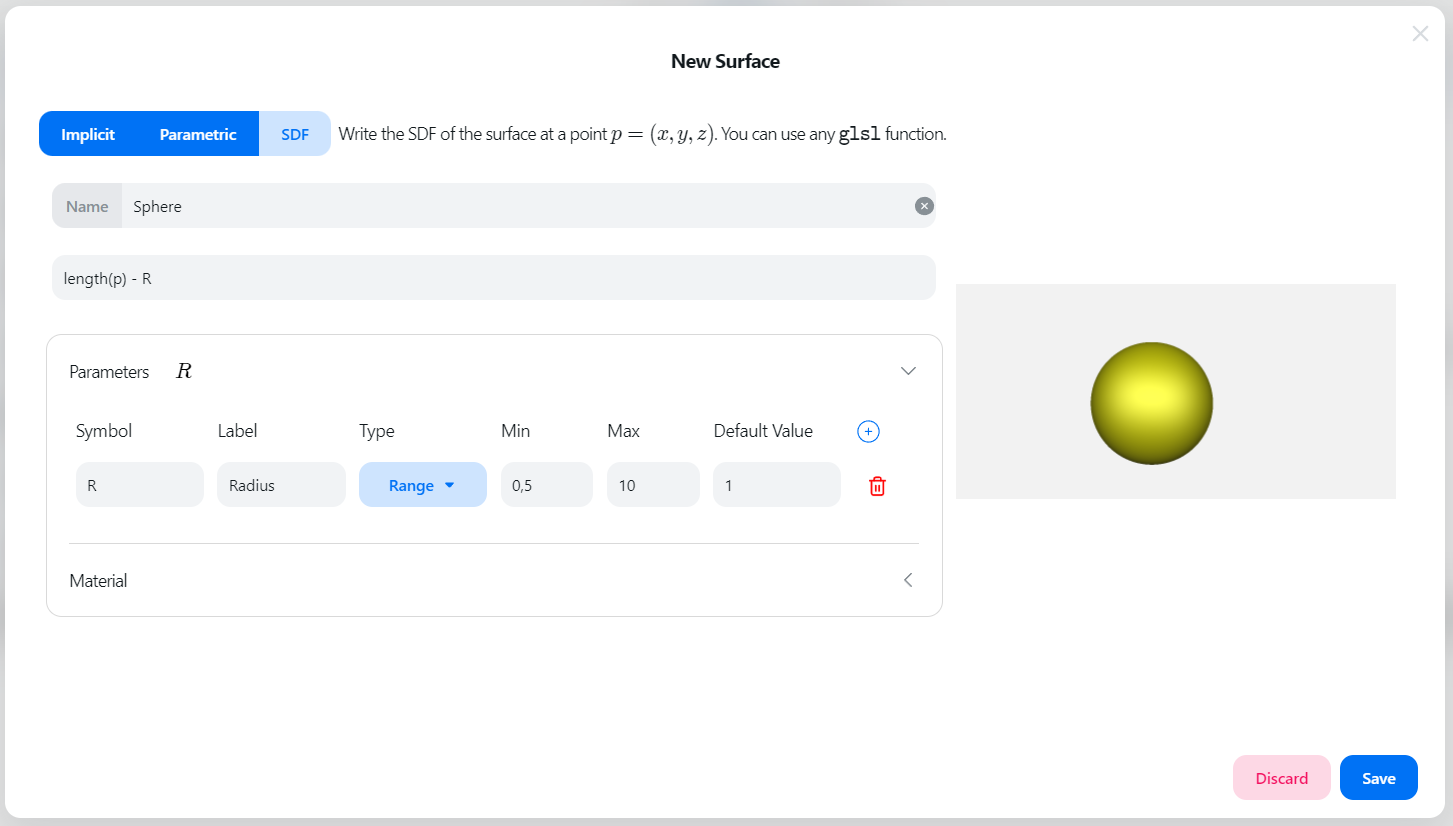 New Surface
Implicit Parametric SDF Write the SDF of the surface at a point p = (x, y, z). You can use any glsl function.
Name Sphere
length(p) - R
Parameters R
Symbol Label Type Min Max Default Value
R Radius Range 0,5 10 1
Material
Discard Save